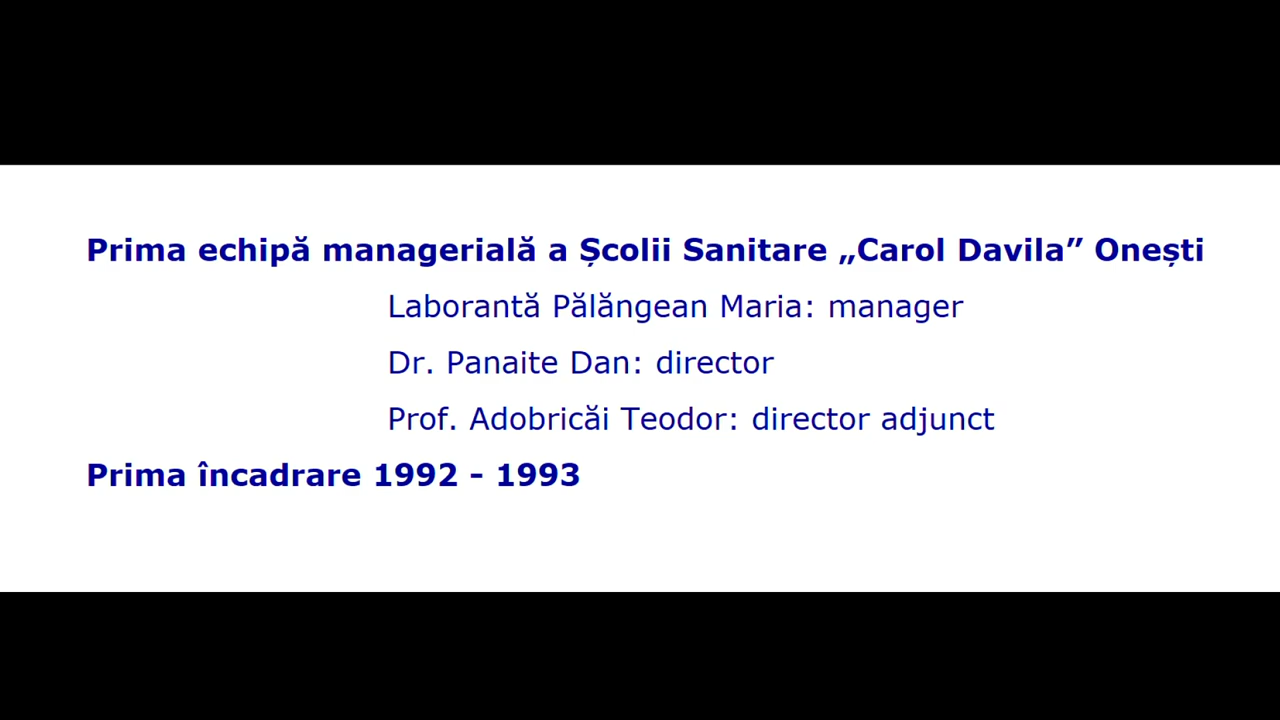 Prima echipă managerială a Școlii Sanitare „Carol Davila” Onești
Laborantă Pălăngean Maria: manager
Dr. Panaite Dan: director
Prof. Adobricăi Teodor: director adjunct
Prima încadrare 1992 - 1993